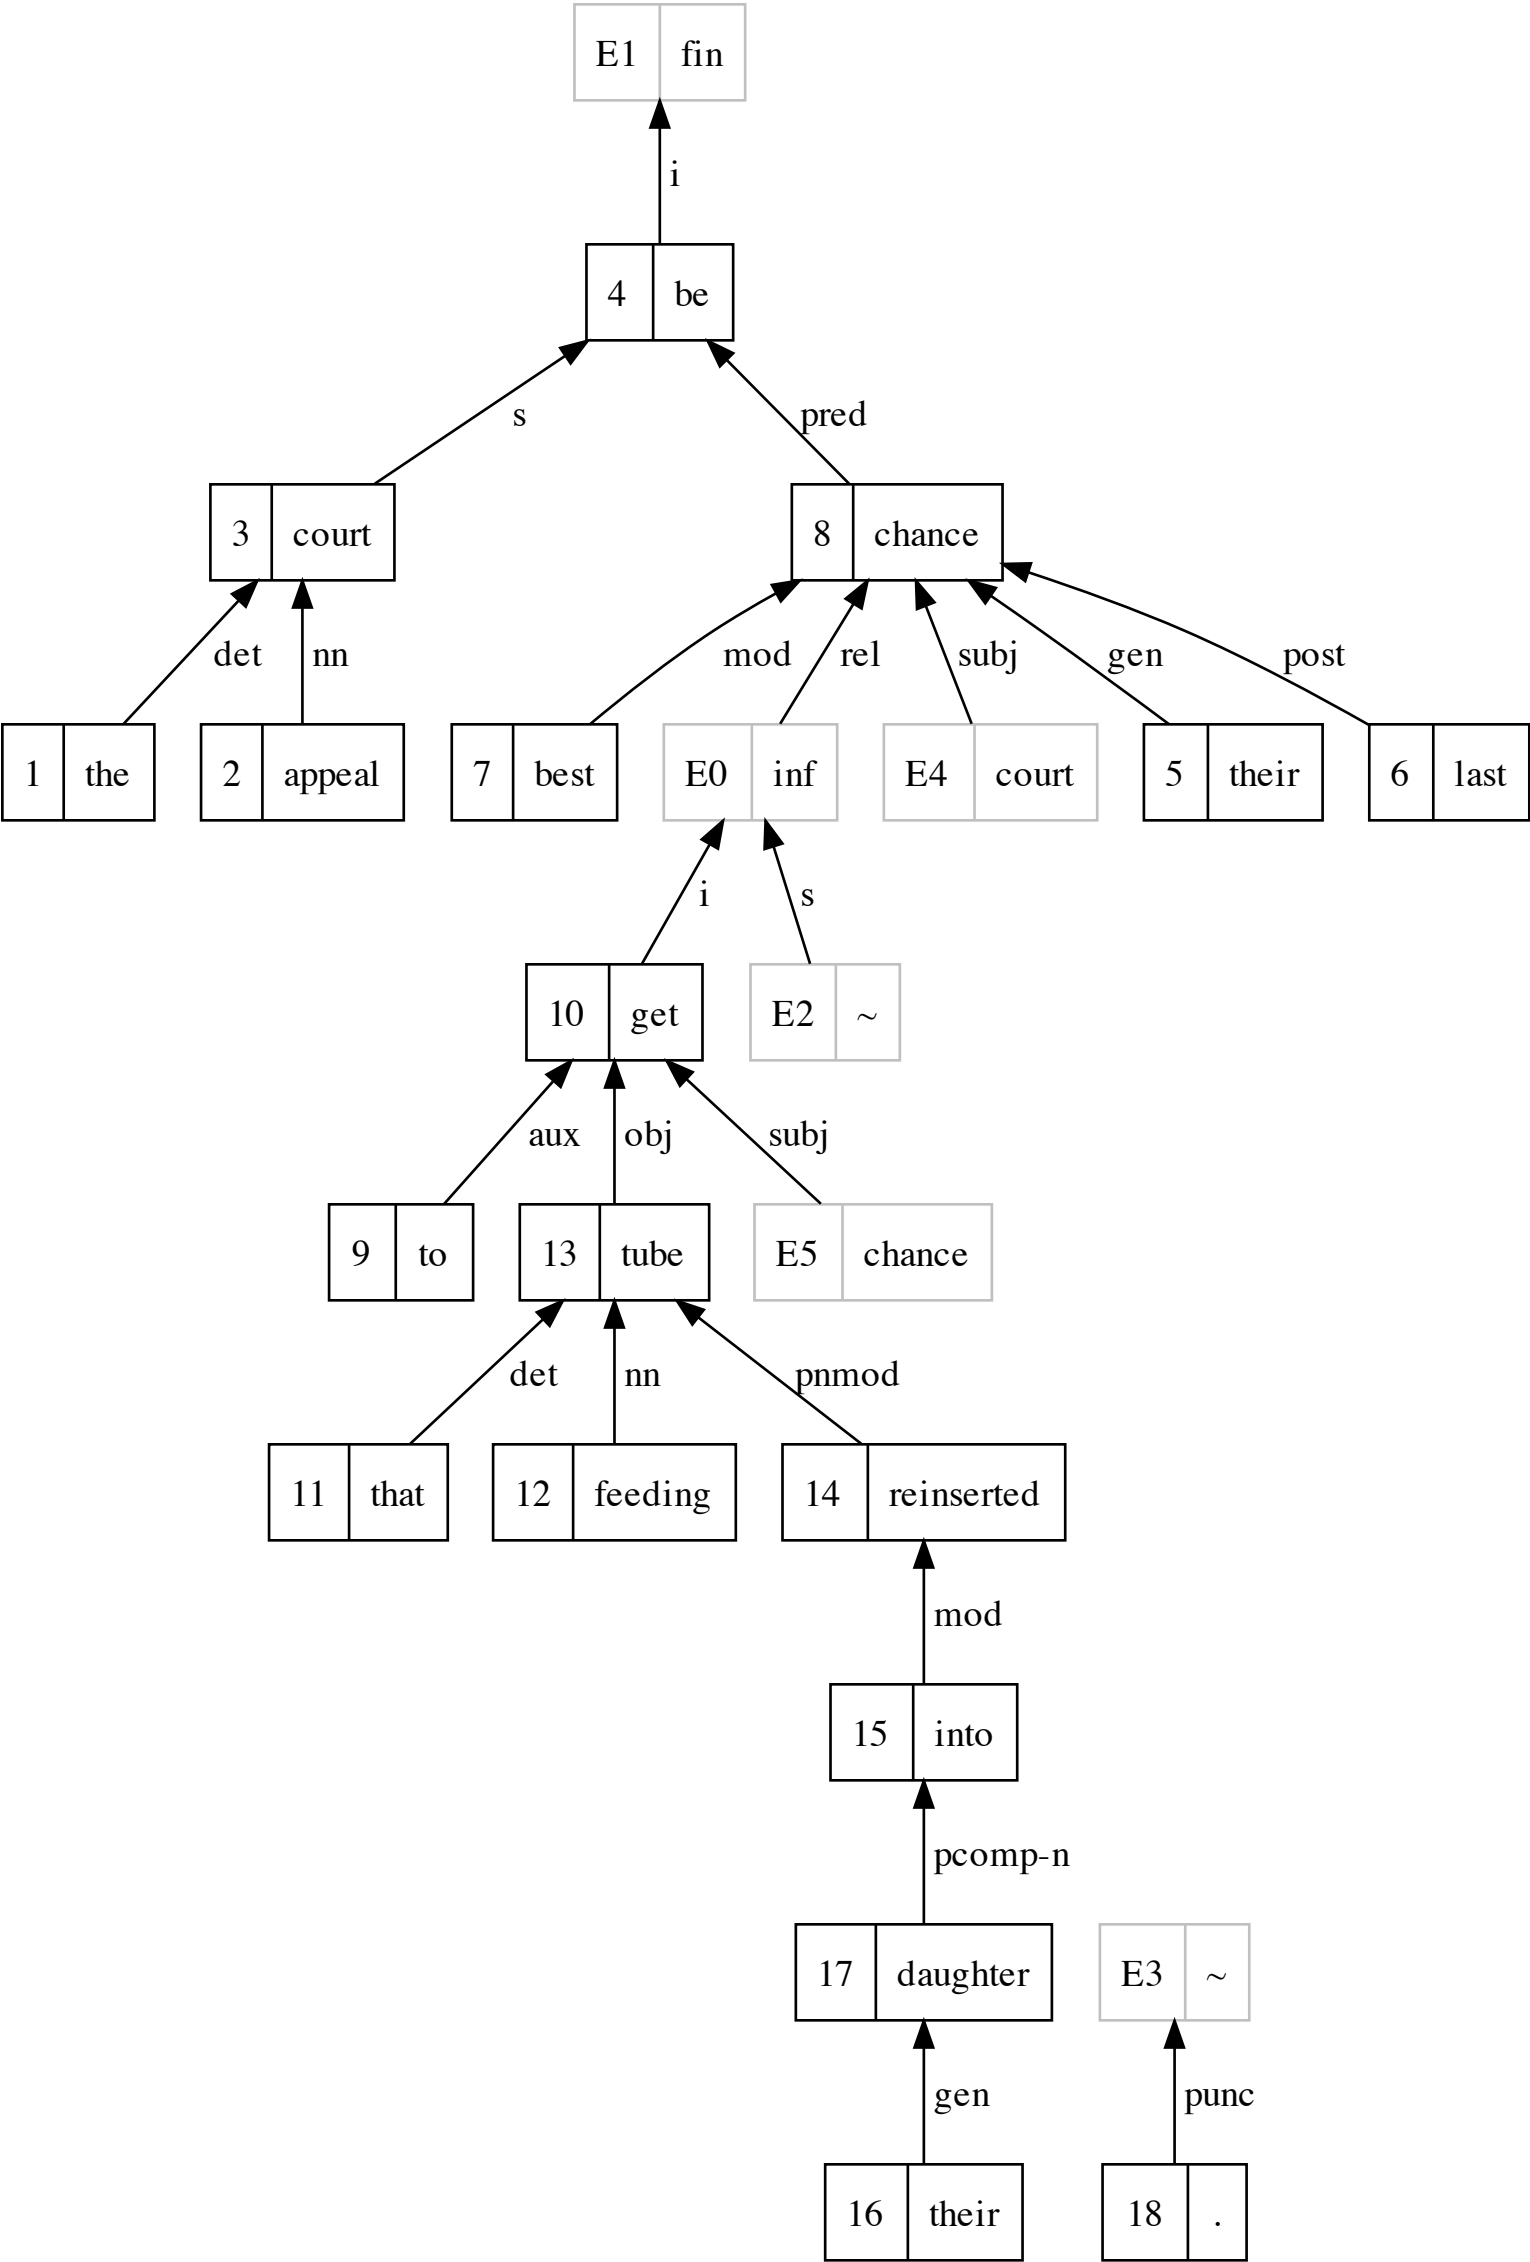 E1 fin
i
4 be
s pred
3 court 8 chance
det nn mod rel subj gen post
1 the 2 appeal 7 best E0 inf E4 court 5 their 6 last
i s
10 get E2 ~
aux obj subj
9 to 13 tube E5 chance
det nn pnmod
11 that 12 feeding 14 reinserted
mod
15 into
pcomp-n
17 daughter E3 ~
gen punc
16 their 18 .